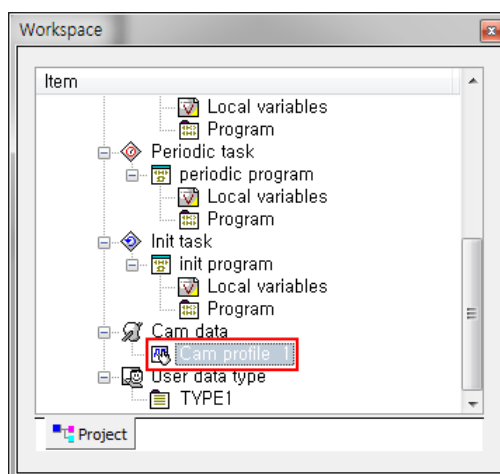 Workspace
Item
Local variables
Program
Periodic task
periodic program
Local variables
Program
Init task
init program
Local variables
Program
Cam data
Cam profile 1
User data type
TYPE1
Project